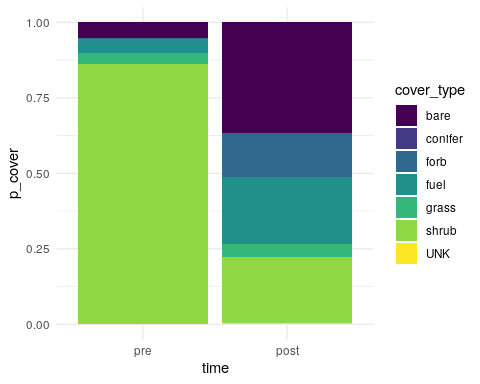 1.00
0.75
0.50
0.25
0.00
p_cover
pre
post
time
cover_type
bare
conifer
forb
fuel
grass
shrub
UNK